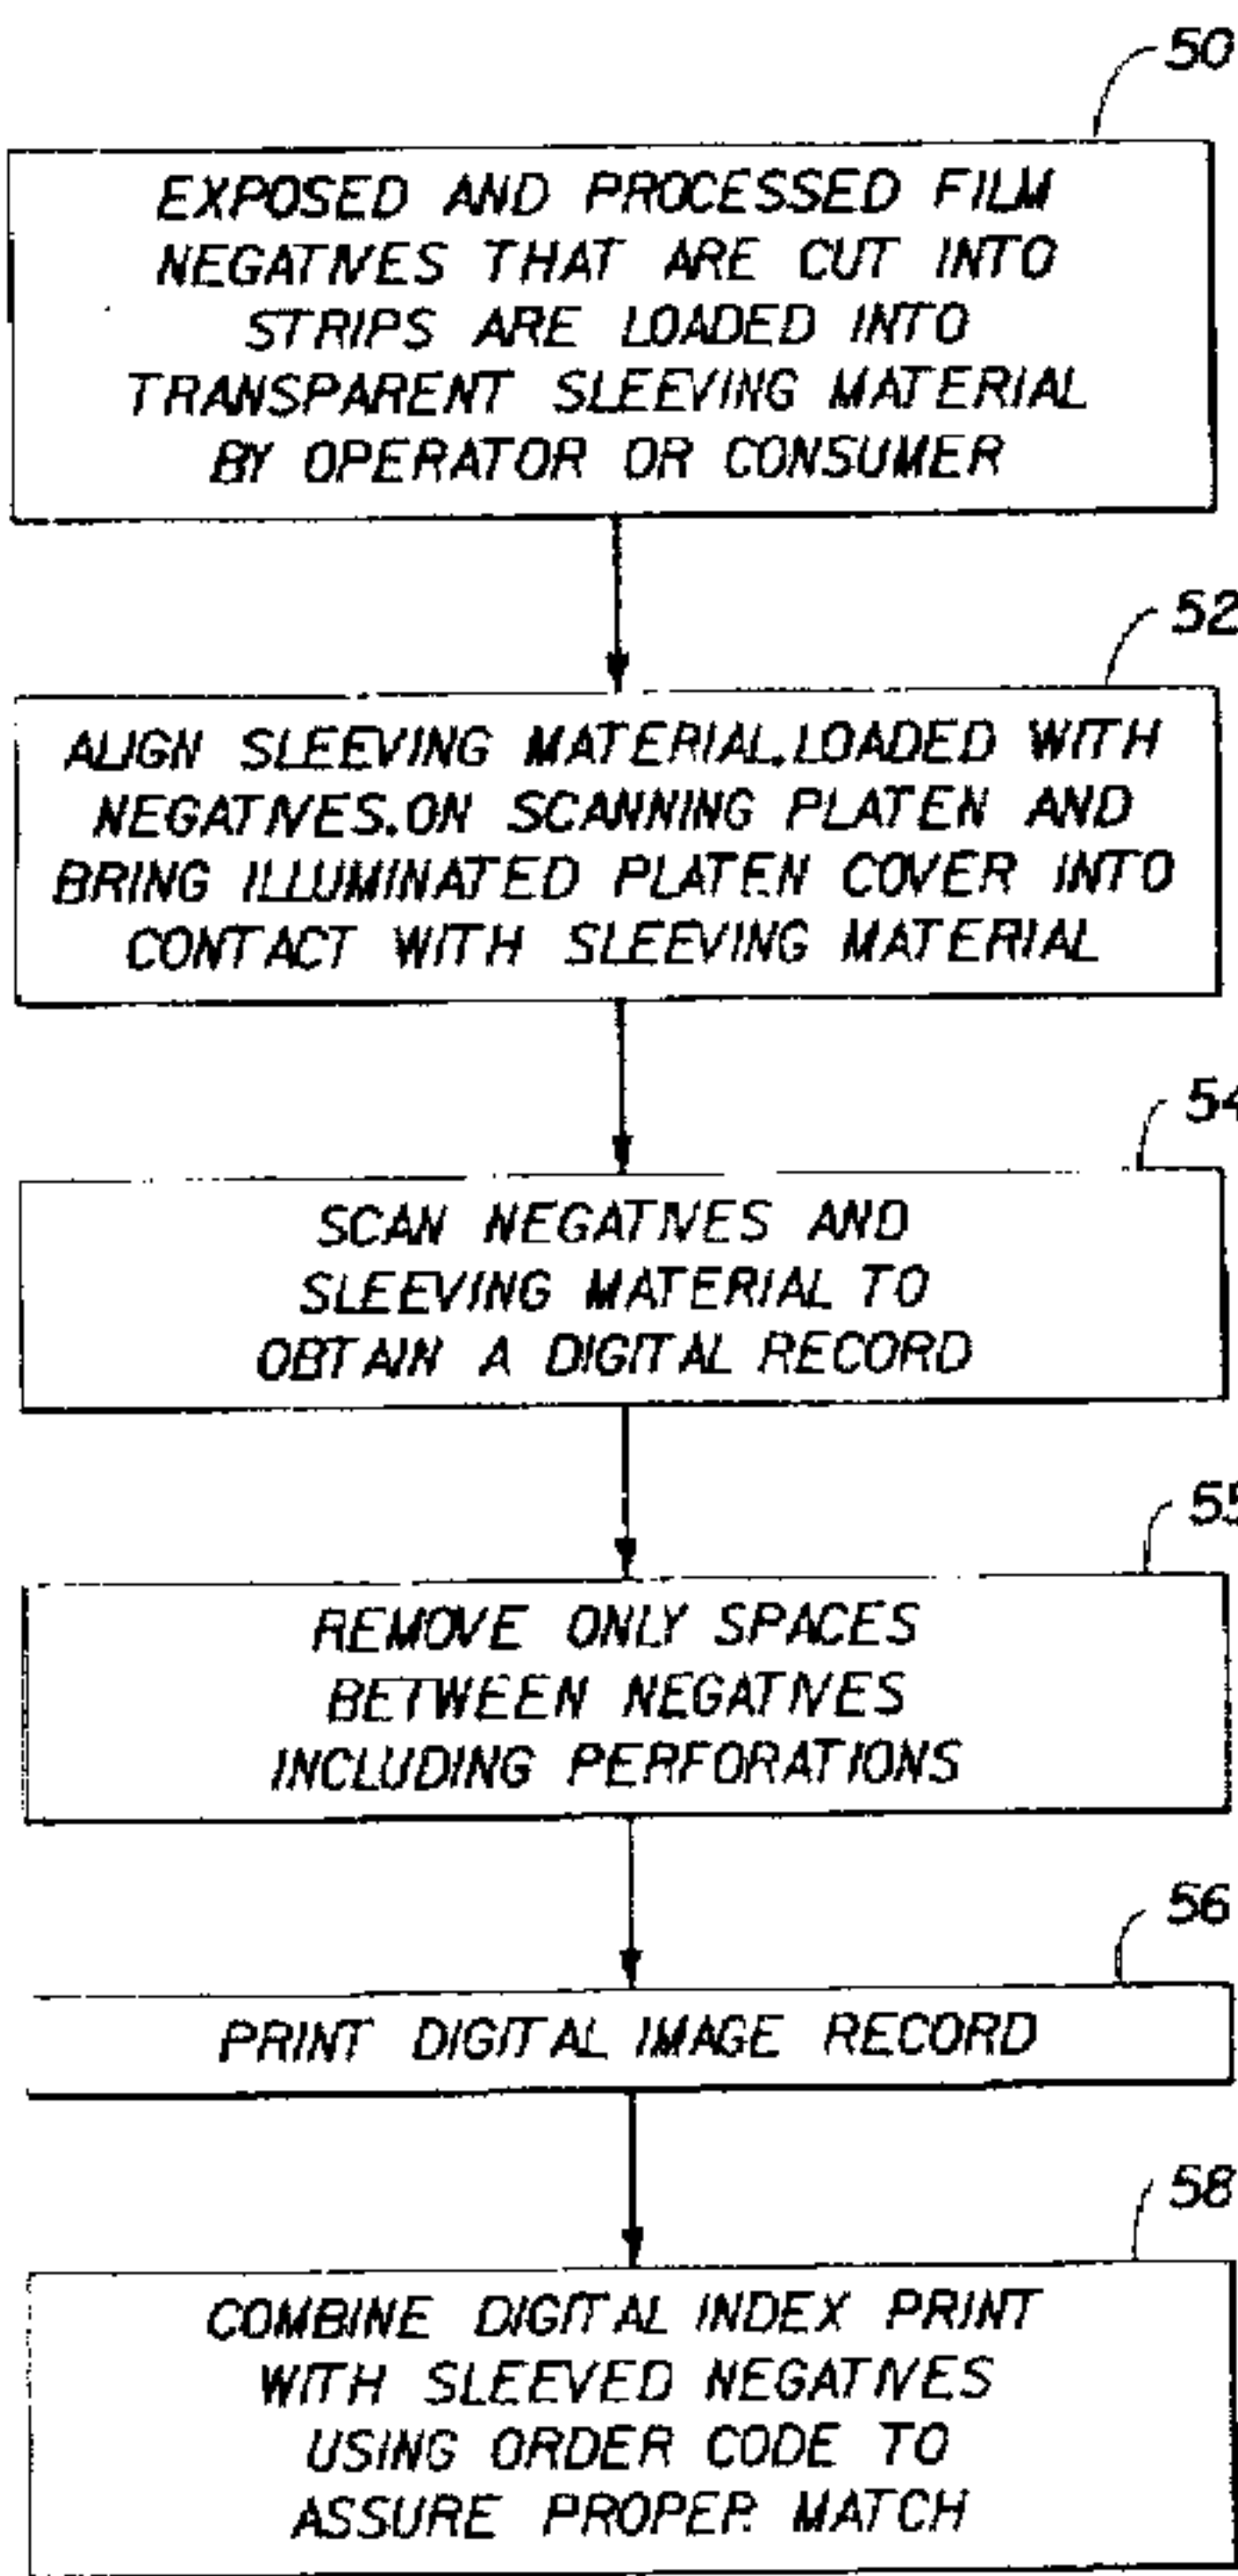 50
EXPOSED AND PROCESSED FILM
NEGATIVES THAT ARE CUT INTO
STRIPS ARE LOADED INTO
TRANSPARENT SLEEVING MATERIAL
BY OPERATOR OR CONSUMER
52
ALIGN SLEEVING MATERIAL,LOADED WITH
NEGATIVES,ON SCANNING PLATEN AND
BRING ILLUMINATED PLATEN COVER INTO
CONTACT WITH SLEEVING MATERIAL
54
SCAN NEGATIVES AND
SLEEVING MATERIAL TO
OBTAIN A DIGITAL RECORD
55
REMOVE ONLY SPACES
BETWEEN NEGATIVES
INCLUDING PERFORATIONS
56
PRINT DIGITAL IMAGE RECORD
58
COMBINE DIGITAL INDEX PRINT
WITH SLEEVED NEGATIVES
USING ORDER CODE TO
ASSURE PROPER MATCH